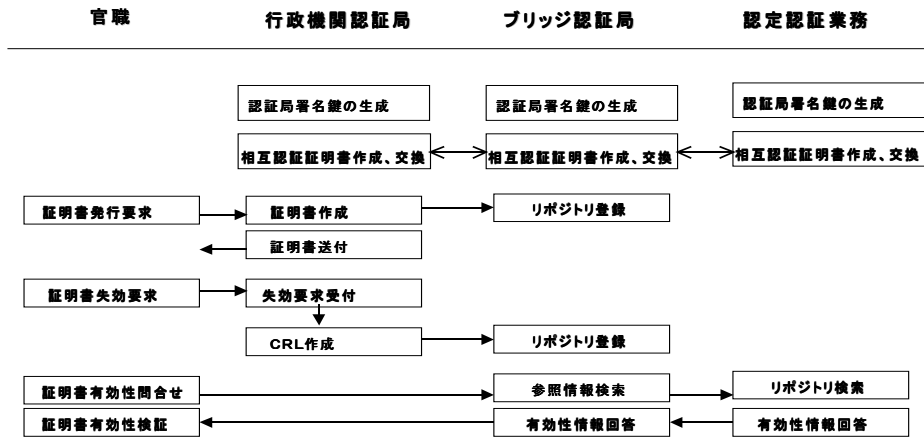 官職 行政機関認証局 ブリッジ認証局 認定認証業務
認証局署名鍵の生成 認証局署名鍵の生成 認証局署名鍵の生成
相互認証証明書作成、交換 相互認証証明書作成、交換 相互認証証明書作成、交換
証明書発行要求 証明書作成 リポジトリ登録
証明書送付
証明書失効要求 失効要求受付
CRL作成 リポジトリ登録
証明書有効性問合せ 参照情報検索 リポジトリ検索
証明書有効性検証 有効性情報回答 有効性情報回答